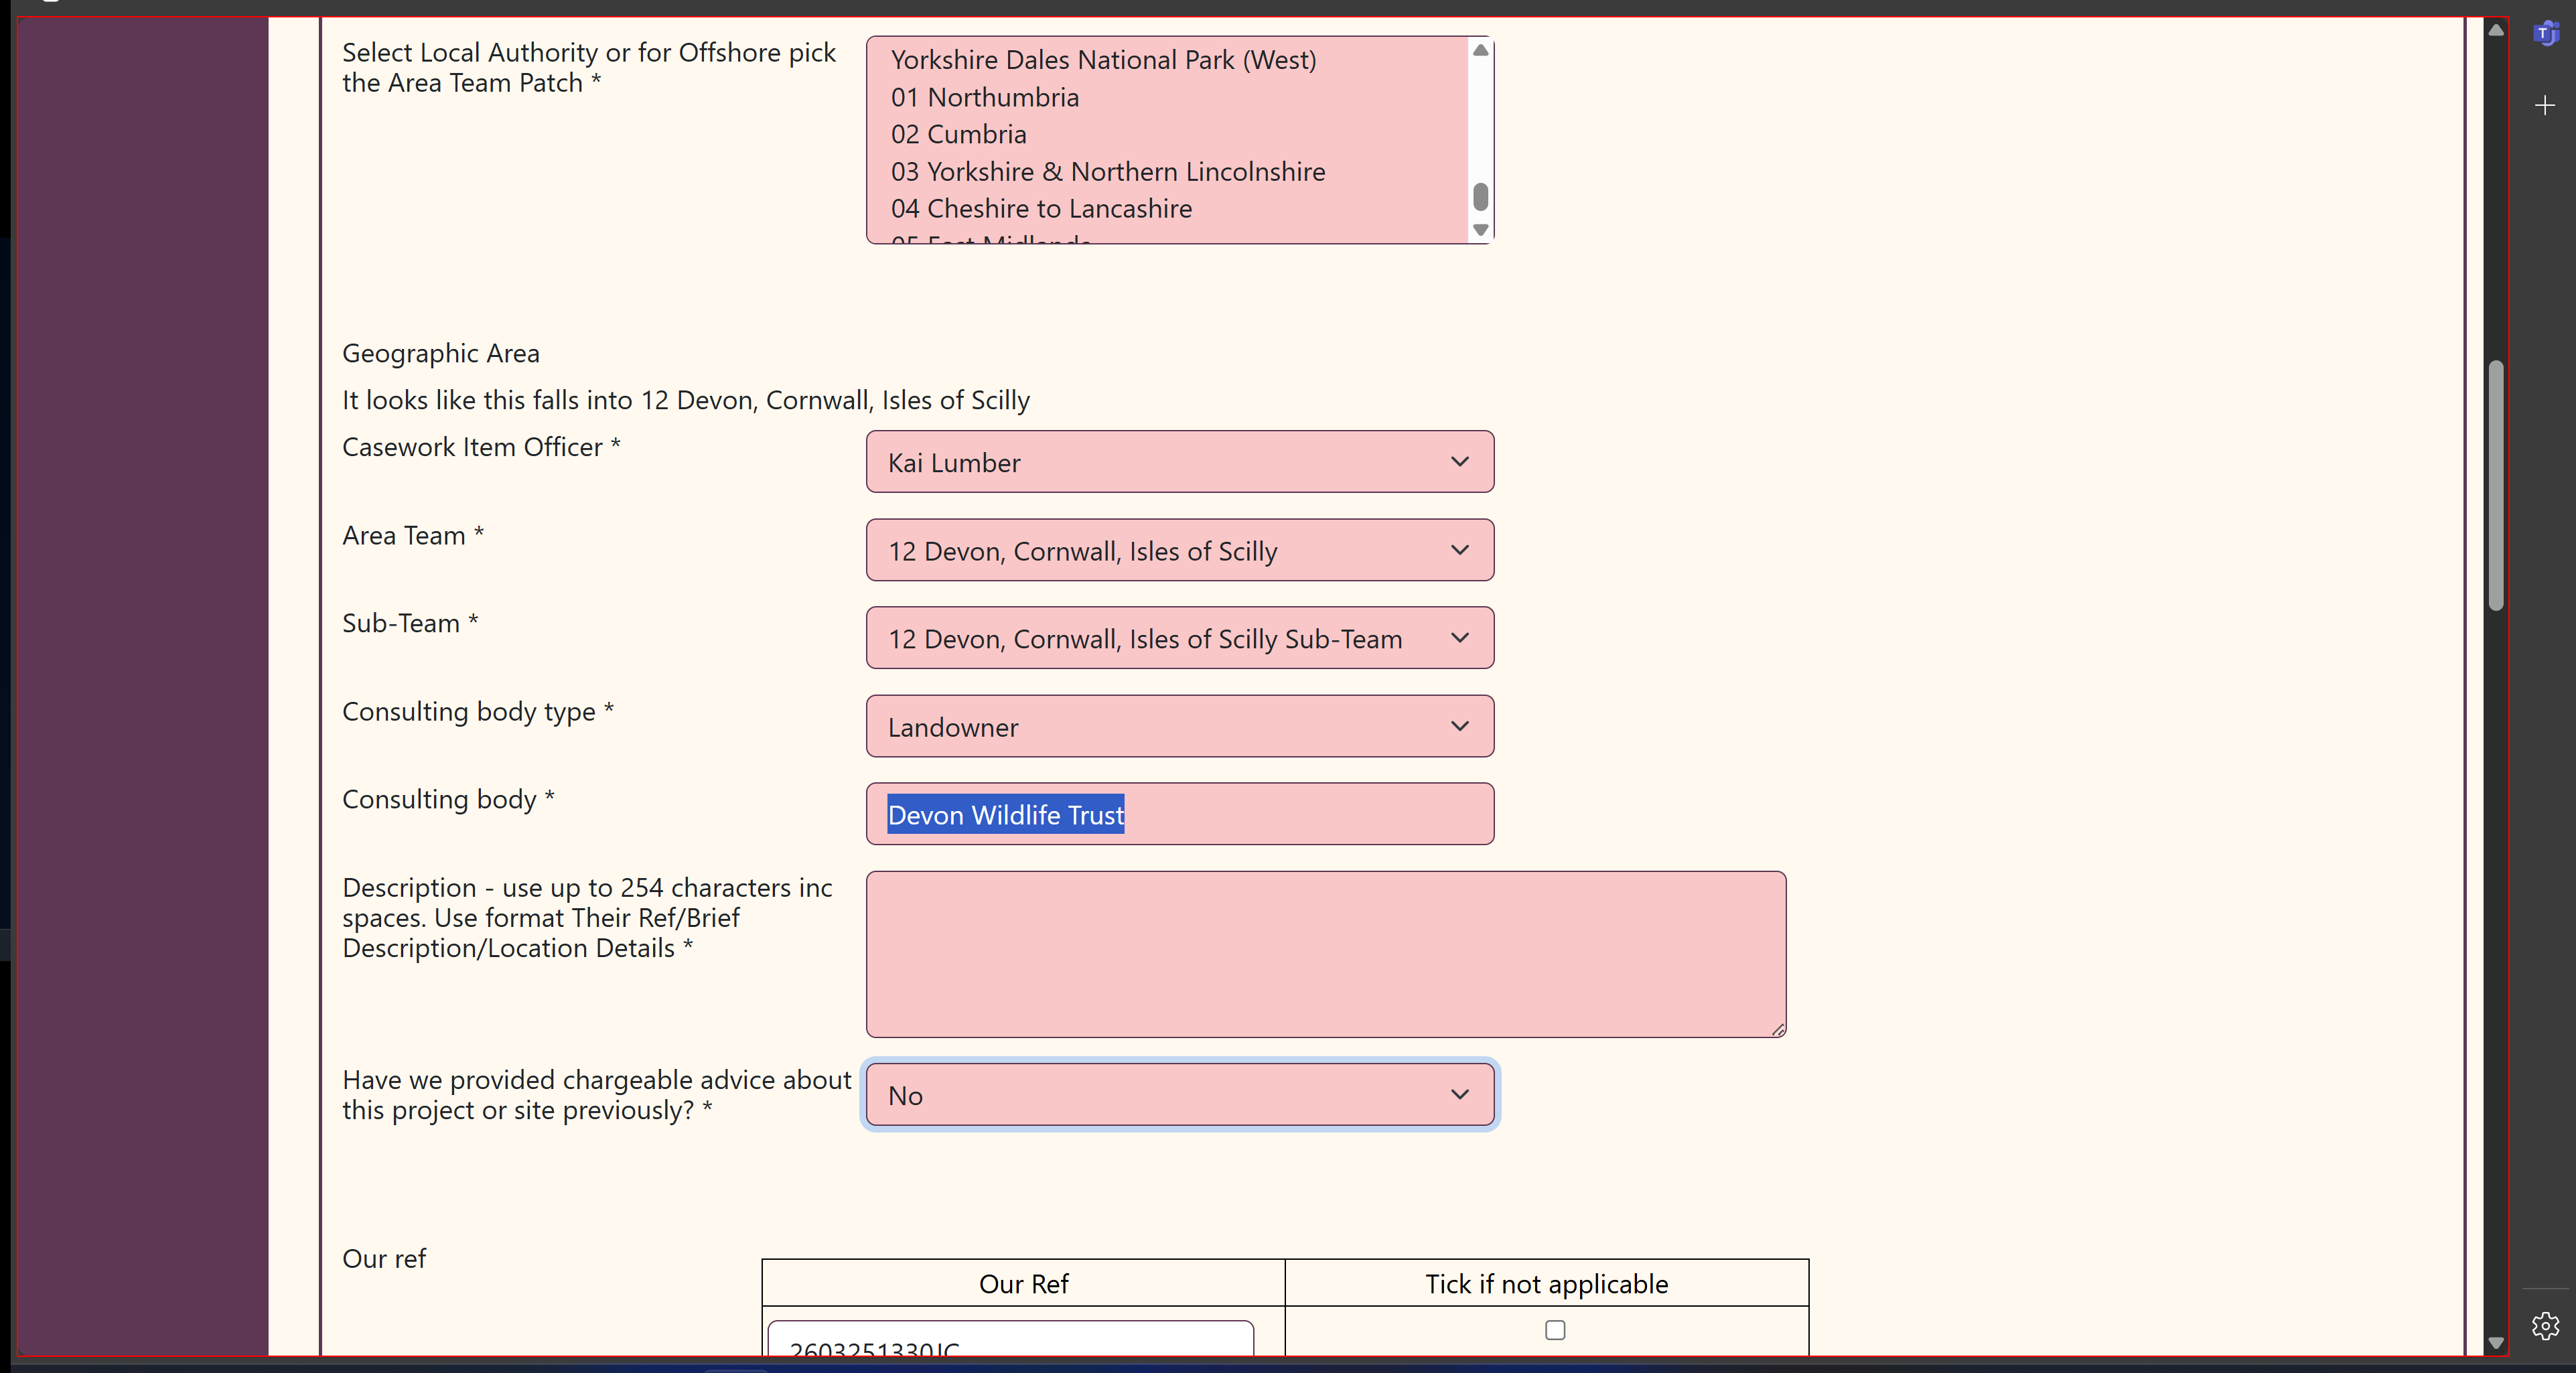 Select Local Authority or for Offshore pick
the Area Team Patch *
Yorkshire Dales National Park (West)
01 Northumbria
02 Cumbria
03 Yorkshire & Northern Lincolnshire
04 Cheshire to Lancashire
05 East Midlands
Geographic Area
It looks like this falls into 12 Devon, Cornwall, Isles of Scilly
Casework Item Officer *
Kai Lumber
Area Team *
12 Devon, Cornwall, Isles of Scilly
Sub-Team *
12 Devon, Cornwall, Isles of Scilly Sub-Team
Consulting body type *
Landowner
Consulting body *
Devon Wildlife Trust
Description - use up to 254 characters inc
spaces. Use format Their Ref/Brief
Description/Location Details *
Have we provided chargeable advice about
this project or site previously? *
No
Our ref
Our Ref
Tick if not applicable
2603251330JC